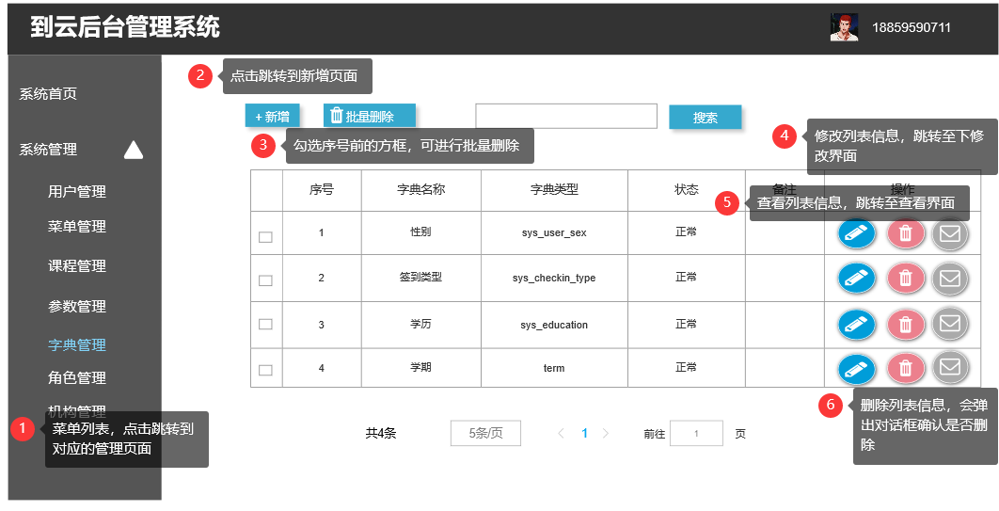 到云后台管理系统
18859590711
2
点击跳转到新增页面
系统首页
+ 新增
批量删除
搜索
系统管理
3
勾选序号前的方框，可进行批量删除
4
修改列表信息，跳转至下修
改界面
序号 字典名称 字典类型 状态 备注 操作
5
查看列表信息，跳转至查看界面
用户管理
菜单管理
课程管理
参数管理
字典管理
角色管理
机构管理
1 性别 sys_user_sex 正常
2 签到类型 sys_checkin_type 正常
3 学历 sys_education 正常
4 学期 term 正常
1
菜单列表，点击跳转到
对应的管理页面
6
删除列表信息，会弹
出对话框确认是否删
除
共4条 5条/页 1 前往 1 页